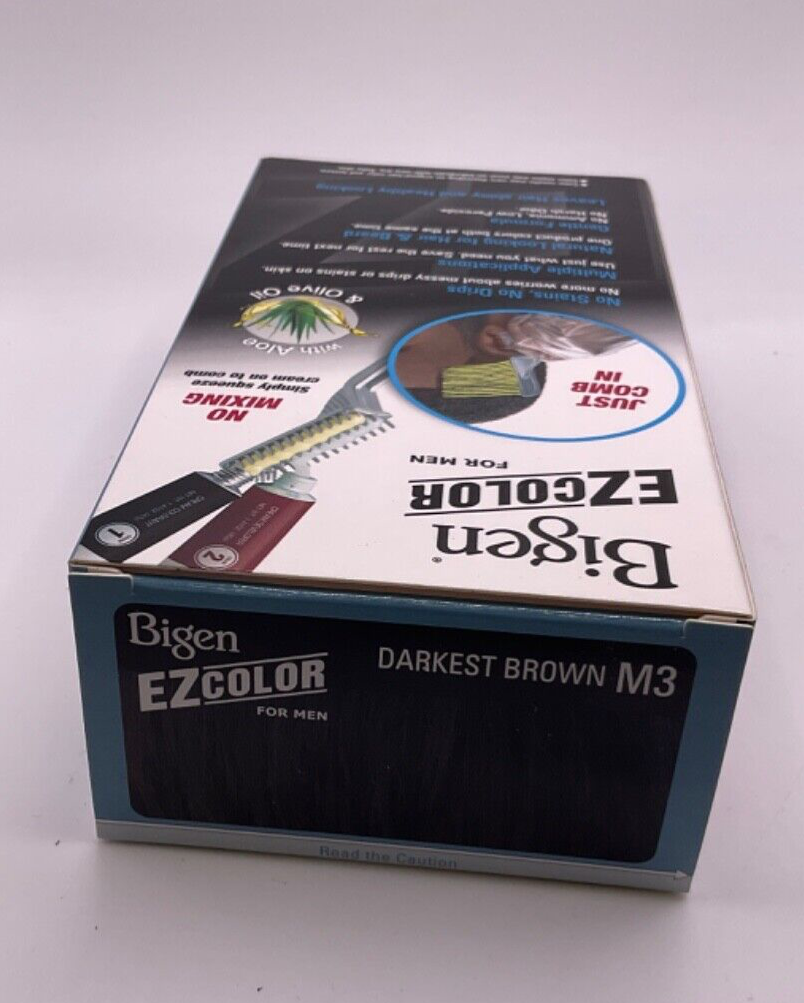 Bigen
EZCOLOR
FOR MEN
DARKEST BROWN M3
Read the Caution
Bigen®
EZCOLOR
FOR MEN
JUST
COMB
IN
NO
MIXING
Simply squeeze
cream on to comb
1
2
with Aloe
& Olive Oil
No Stains, No Drips
No more worries about messy drips or stains on skin.
Multiple Applications
Use just what you need. Save the rest for next time.
Natural Looking for Hair & Beard
One product colors both at the same time.
Gentle Formula
No Ammonia, Low Peroxide
No Harsh Odor
Leaves Hair Shiny and Healthy Looking